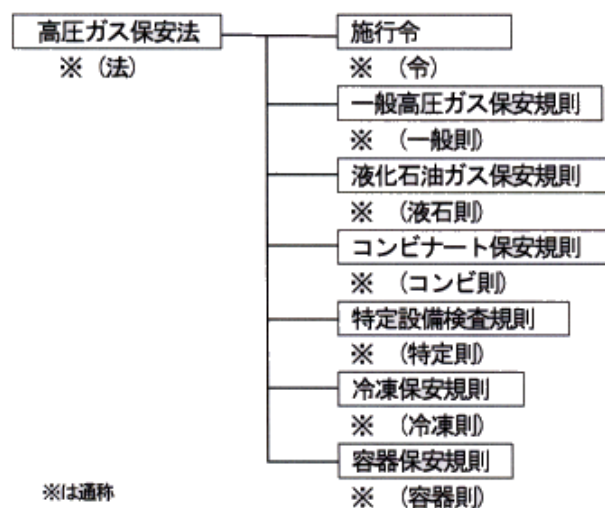 高圧ガス保安法
※ (法)
施行令
※ (令)
一般高圧ガス保安規則
※ (一般則)
液化石油ガス保安規則
※ (液石則)
コンビナート保安規則
※ (コンビ則)
特定設備検査規則
※ (特定則)
冷凍保安規則
※ (冷凍則)
容器保安規則
※ (容器則)
※は通称